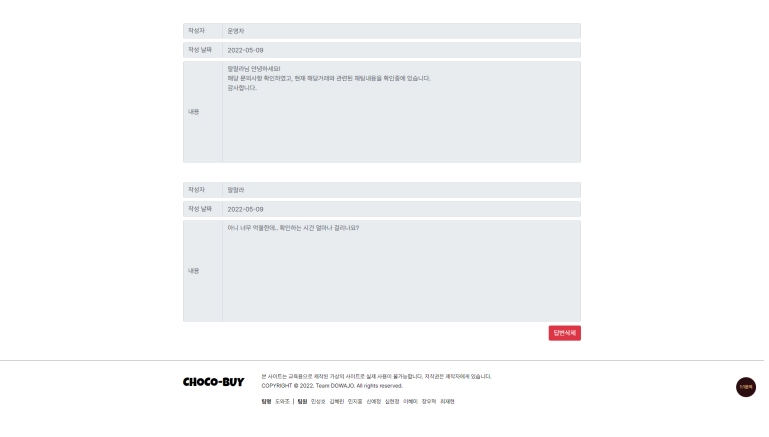 작성자 운영자
작성 날짜 2022-05-09
내용
말랑라님 안녕하세요!
해당 문의사항 확인하였고, 현재 해당거래와 관련된 채팅내용을 확인중에 있습니다.
감사합니다.
작성자
작성 날짜 2022-05-09
내용
아니 너무 억울한데.. 확인하는 시간 얼마나 걸리나요?
답변삭제
CHOCO-BUY
본 사이트는 교육용으로 제작된 가상의 사이트로 실제 사용이 불가능합니다. 저작권은 제작자에게 있습니다.
COPYRIGHT © 2022. Team DOWAJO. All rights reserved.
팀명 도와조 | 팀원 민상호 김혜린 민지홍 신예정 심현정 이혜미 장우혁 최재현